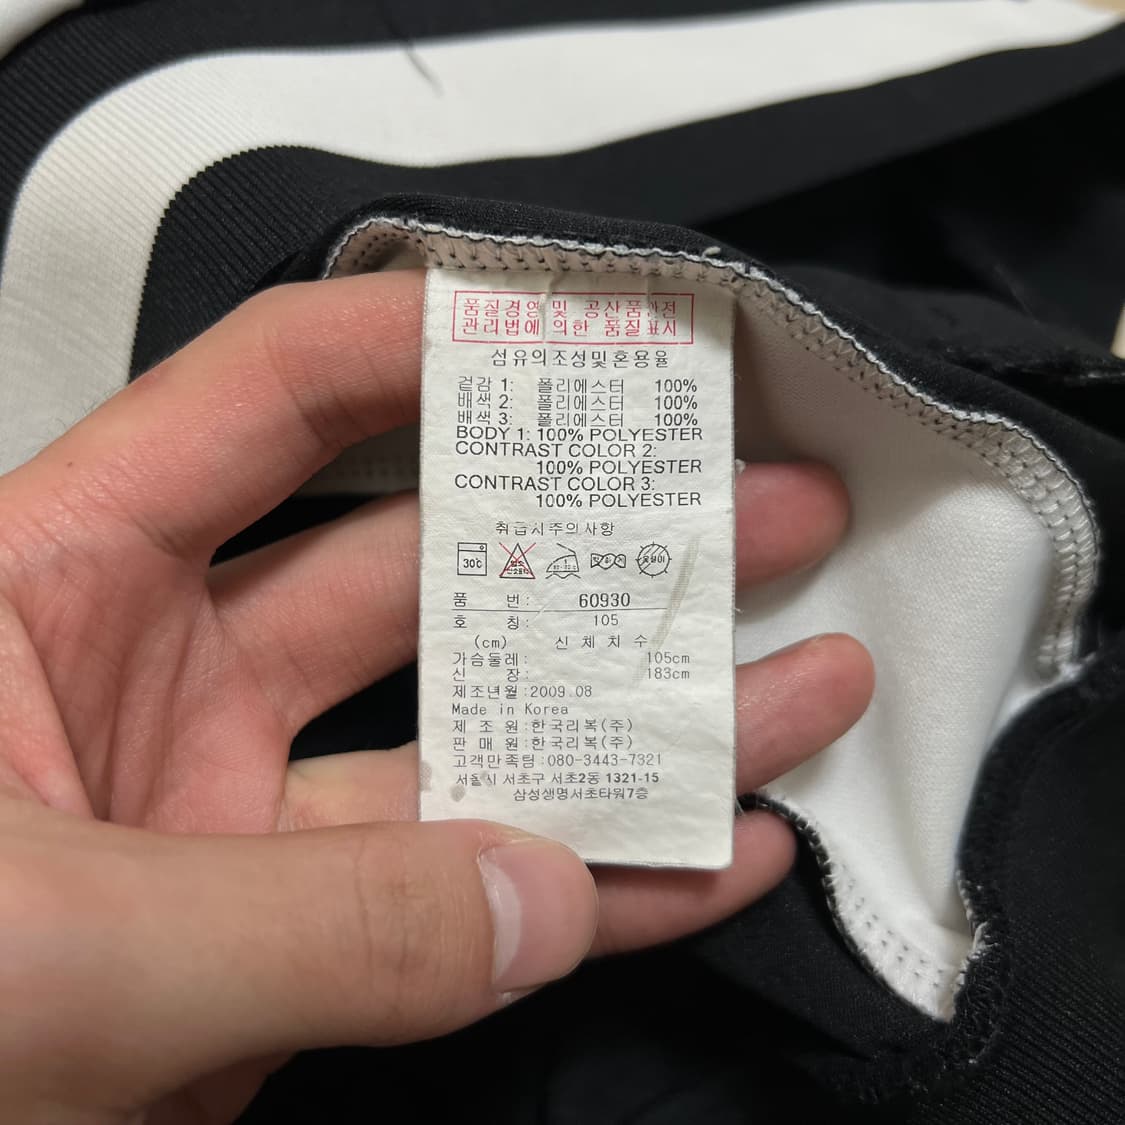 품질경영 및 공산품안전
관리법에 의한 품질표시
섬유의조성및혼용율
겉감 1: 폴리에스터 100%
배색 2: 폴리에스터 100%
배색 3: 폴리에스터 100%
BODY 1: 100% POLYESTER
CONTRAST COLOR 2:
100% POLYESTER
CONTRAST COLOR 3:
100% POLYESTER
취급시주의사항
30℃ 1
품 번: 60930
호 칭: 105
(cm) 신 체 치 수
가슴둘레: 105cm
신 장: 183cm
제조년월:2009.08
Made in Korea
제 조 원:한국리복(주)
판 매 원:한국리복(주)
고객만족팀:080-3443-7321
서울시 서초구 서초2동 1321-15
삼성생명서초타워7층